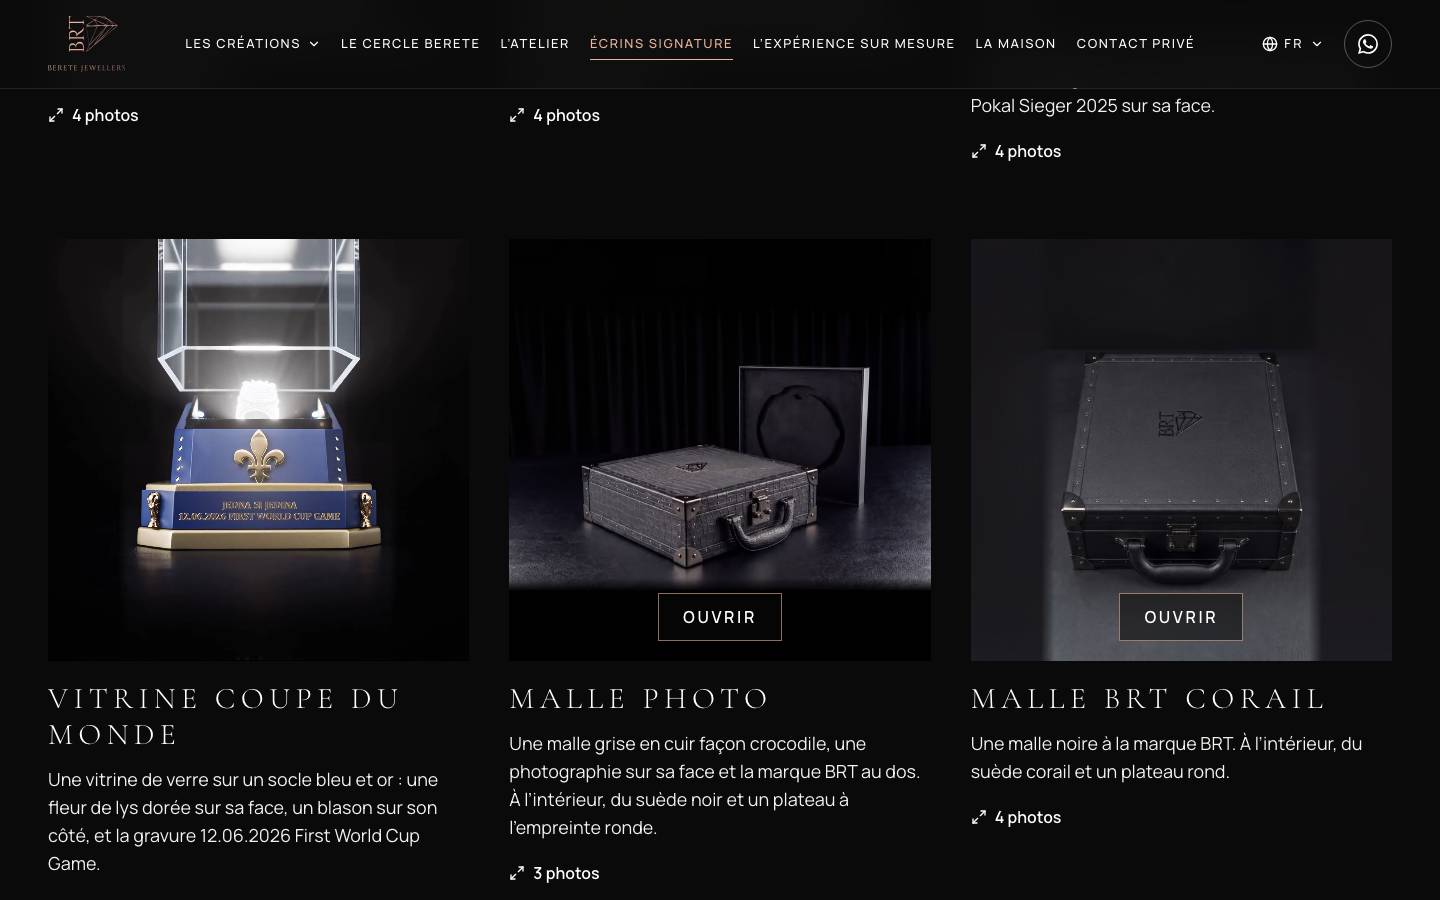 BRT
BERETE JEWELLERS
LES CRÉATIONS
LE CERCLE BERETE
L'ATELIER
ÉCRINS SIGNATURE
L'EXPÉRIENCE SUR MESURE
LA MAISON
CONTACT PRIVÉ
FR
4 photos
4 photos
Pokal Sieger 2025 sur sa face.
4 photos
JEDNA SI JEDINA
12.06.2026 FIRST WORLD CUP GAME
BRT
OUVRIR
OUVRIR
VITRINE COUPE DU
MONDE
Une vitrine de verre sur un socle bleu et or : une
fleur de lys dorée sur sa face, un blason sur son
côté, et la gravure 12.06.2026 First World Cup
Game.
MALLE PHOTO
Une malle grise en cuir façon crocodile, une
photographie sur sa face et la marque BRT au dos.
À l'intérieur, du suède noir et un plateau à
l'empreinte ronde.
3 photos
MALLE BRT CORAIL
Une malle noire à la marque BRT. À l'intérieur, du
suède corail et un plateau rond.
4 photos